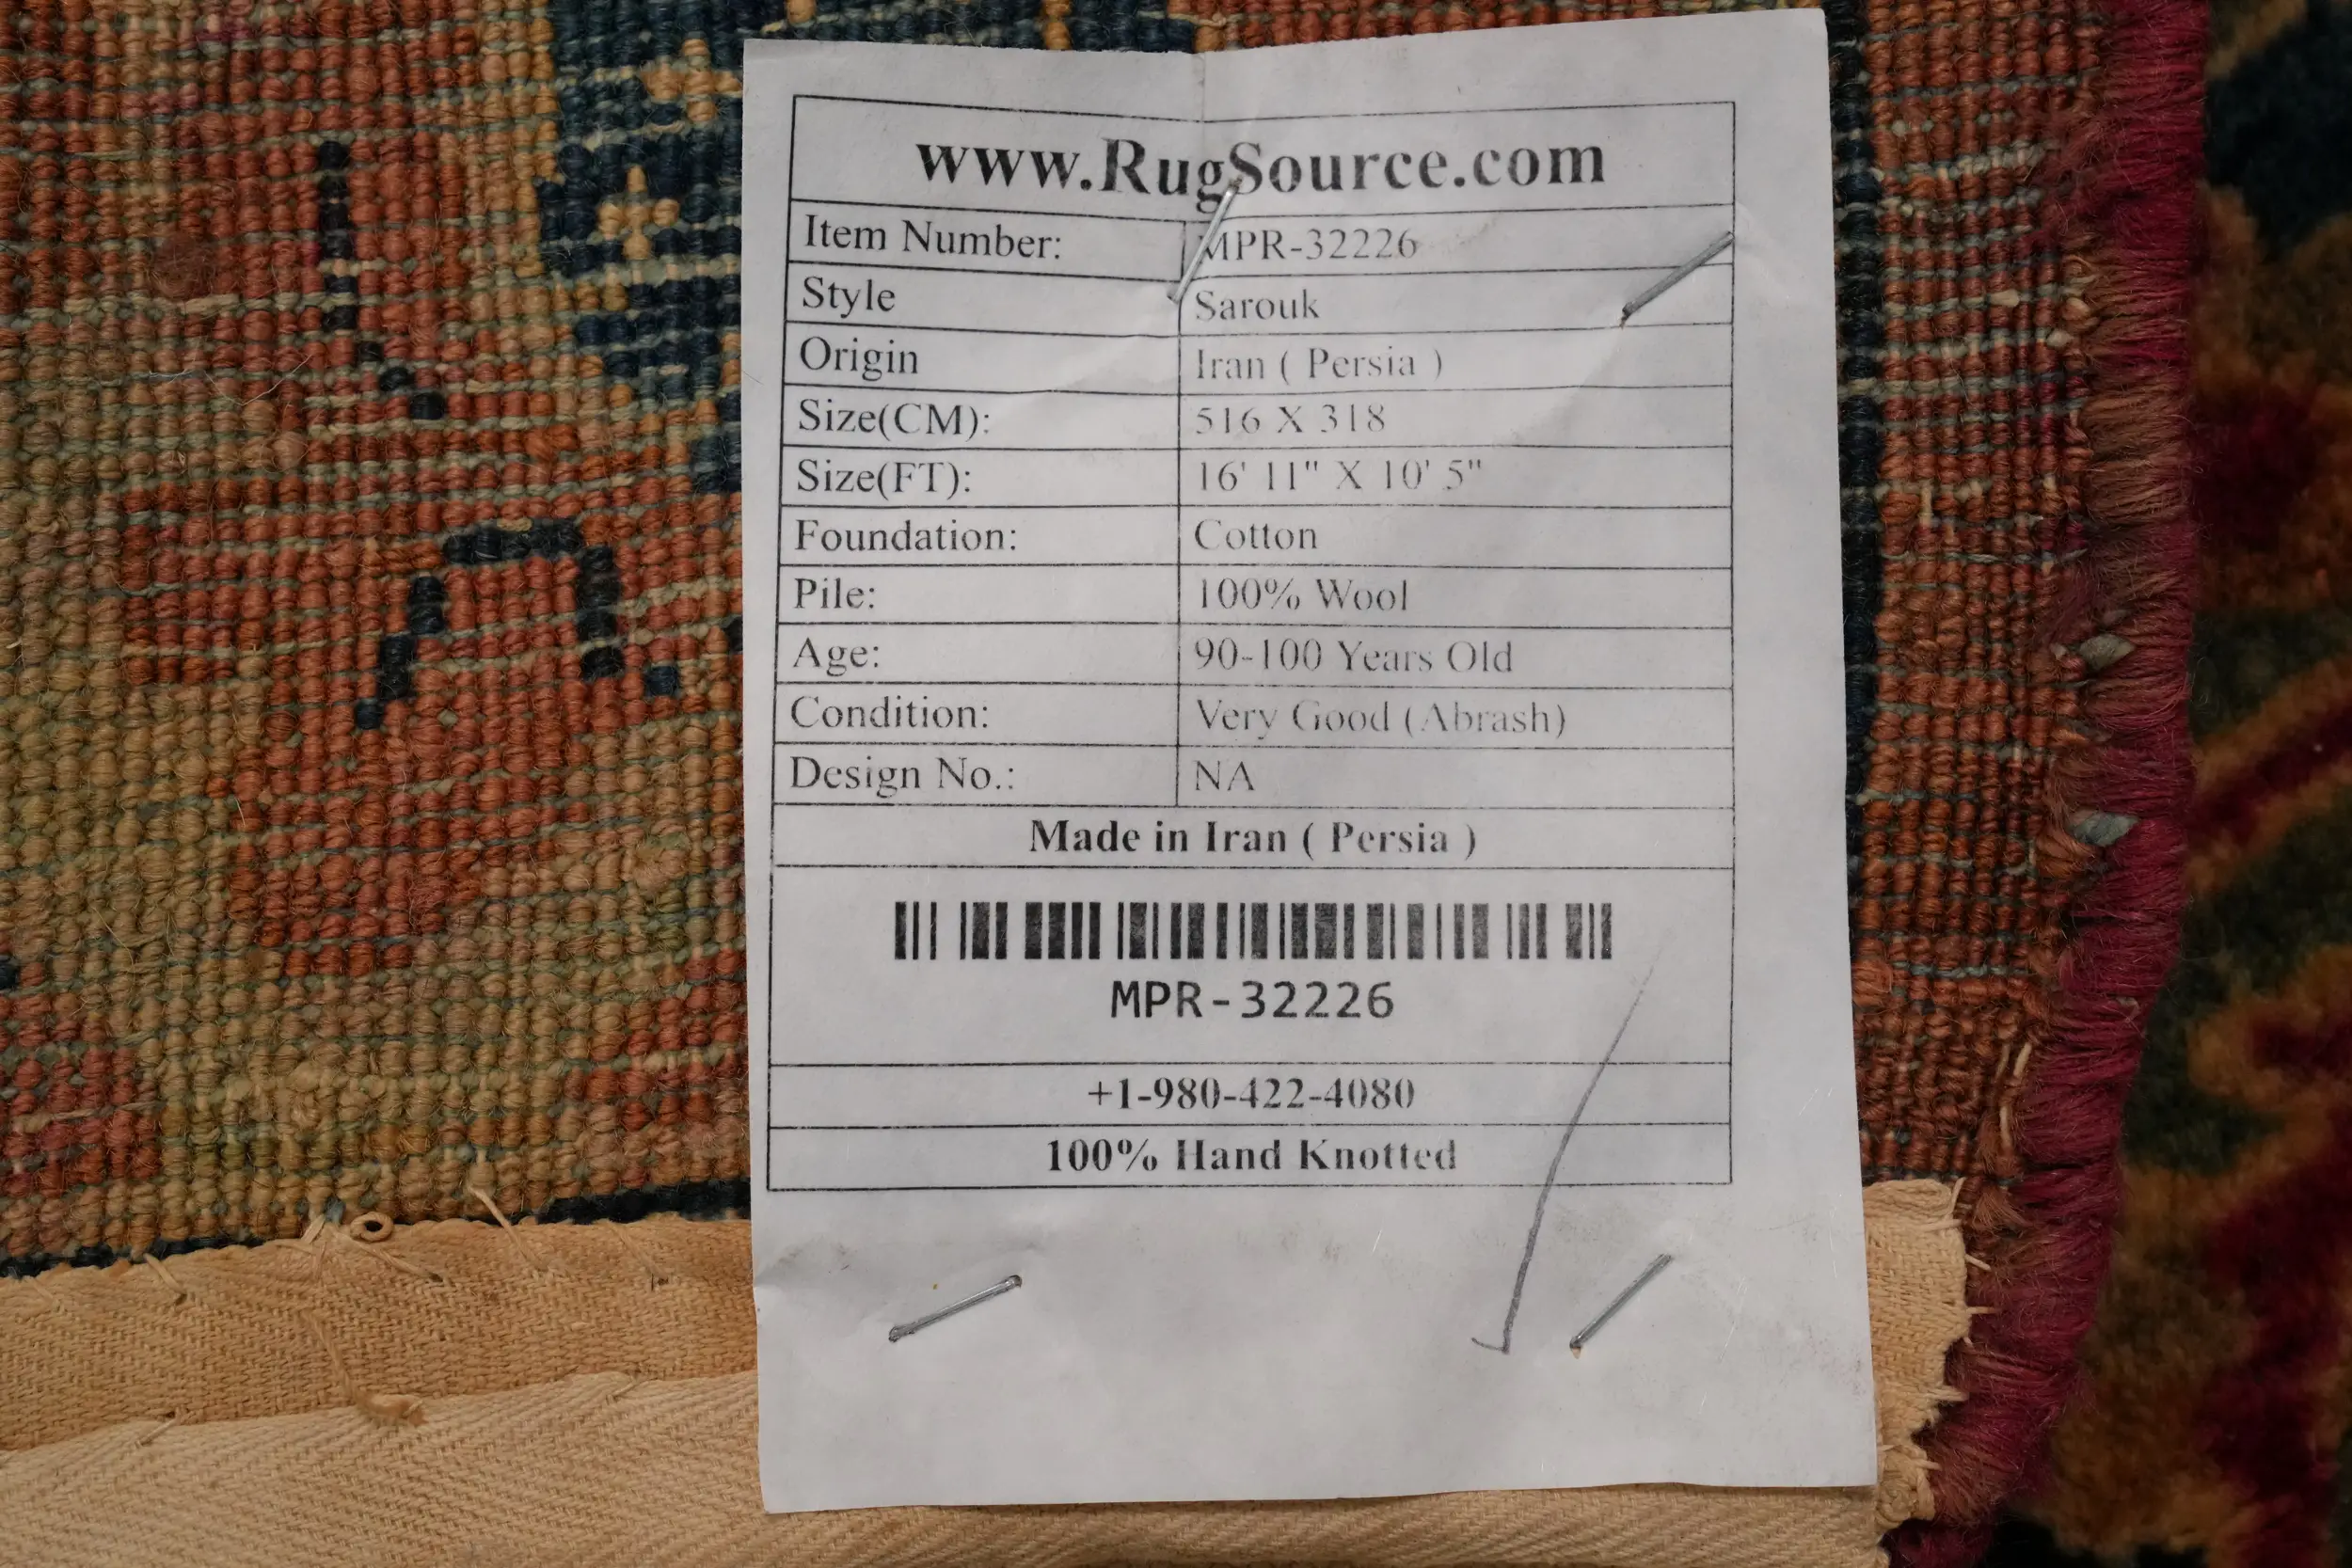 www.RugSource.com
Item Number: MPR-32226
Style Sarouk
Origin Iran ( Persia )
Size(CM): 516 X 318
Size(FT): 16' 11" X 10' 5"
Foundation: Cotton
Pile: 100% Wool
Age: 90-100 Years Old
Condition: Very Good (Abrash)
Design No.: NA
Made in Iran ( Persia )
MPR-32226
+1-980-422-4080
100% Hand Knotted